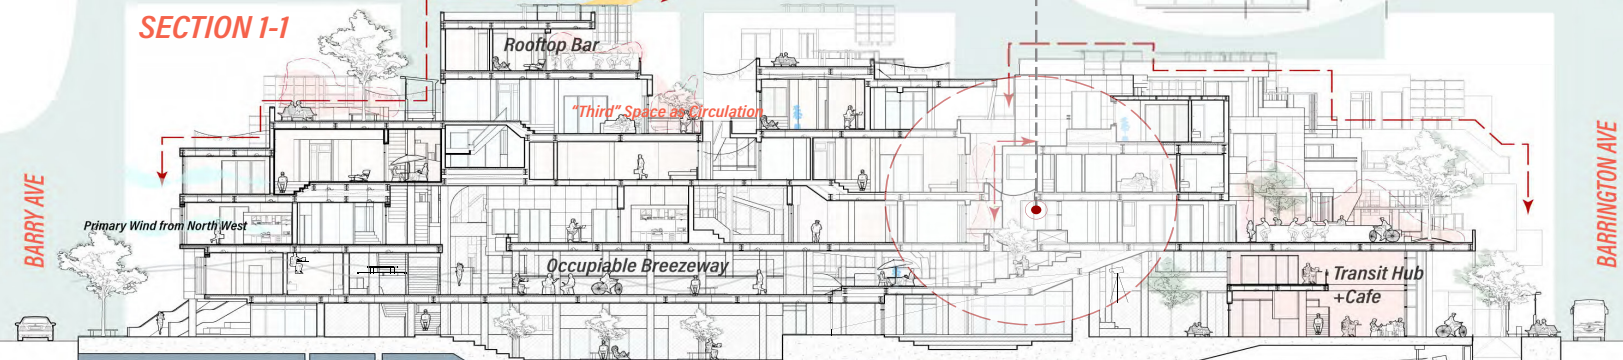 SECTION 1-1
Rooftop Bar
"Third" Space as Circulation
BARRY AVE
Primary Wind from North West
Occupiable Breezeway
Transit Hub
+Cafe
BARRINGTON AVE